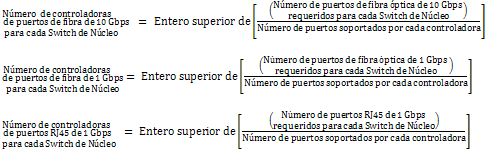 Número de puertos de fibra óptica de 10 Gbps
Número de controladoras
de puertos de fibra de 10 Gbps = Entero superior de requeridos para cada Switch de Núcleo
para cada Switch de Núcleo
Número de puertos soportados por cada controladora
Número de puertos de fibra óptica de 1 Gbps
Número de controladoras
requeridos para cada Switch de Núcleo
de puertos de fibra de 1 Gbps = Entero superior de
para cada Switch de Núcleo
Número de puertos soportados por cada controladora
Número de puertos RJ45 de 1 Gbps
Número de controladoras
requeridos para cada Switch de Núcleo
de puertos RJ45 de 1 Gbps = Entero superior de
para cada Switch de Núcleo
Número de puertos soportados por cada controladora